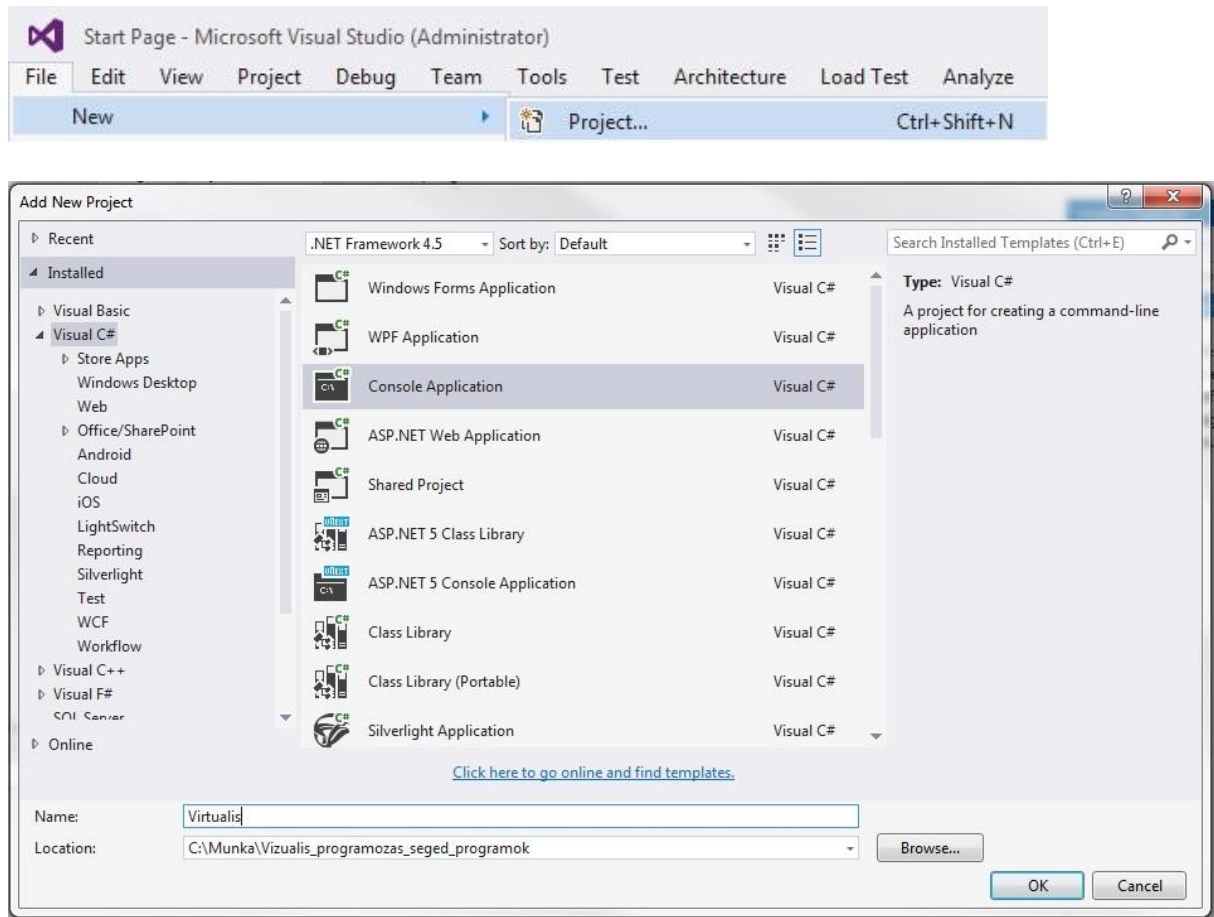 Start Page - Microsoft Visual Studio (Administrator)
File Edit View Project Debug Team Tools Test Architecture Load Test Analyze
New Project... Ctrl+Shift+N
Add New Project
Recent
.NET Framework 4.5 Sort by: Default
Search Installed Templates (Ctrl+E)
Installed
Visual Basic
Visual C#
Store Apps
Windows Desktop
Web
Office/SharePoint
Android
Cloud
iOS
LightSwitch
Reporting
Silverlight
Test
WCF
Workflow
Visual C++
Visual F#
SQL Server
Online
Windows Forms Application Visual C#
WPF Application Visual C#
Console Application Visual C#
ASP.NET Web Application Visual C#
Shared Project Visual C#
ASP.NET 5 Class Library Visual C#
ASP.NET 5 Console Application Visual C#
Class Library Visual C#
Class Library (Portable) Visual C#
Silverlight Application Visual C#
Type: Visual C#
A project for creating a command-line
application
Click here to go online and find templates.
Name: Virtualis
Location: C:\Munka\Vizualis_programozas_seged_programok
Browse...
OK Cancel